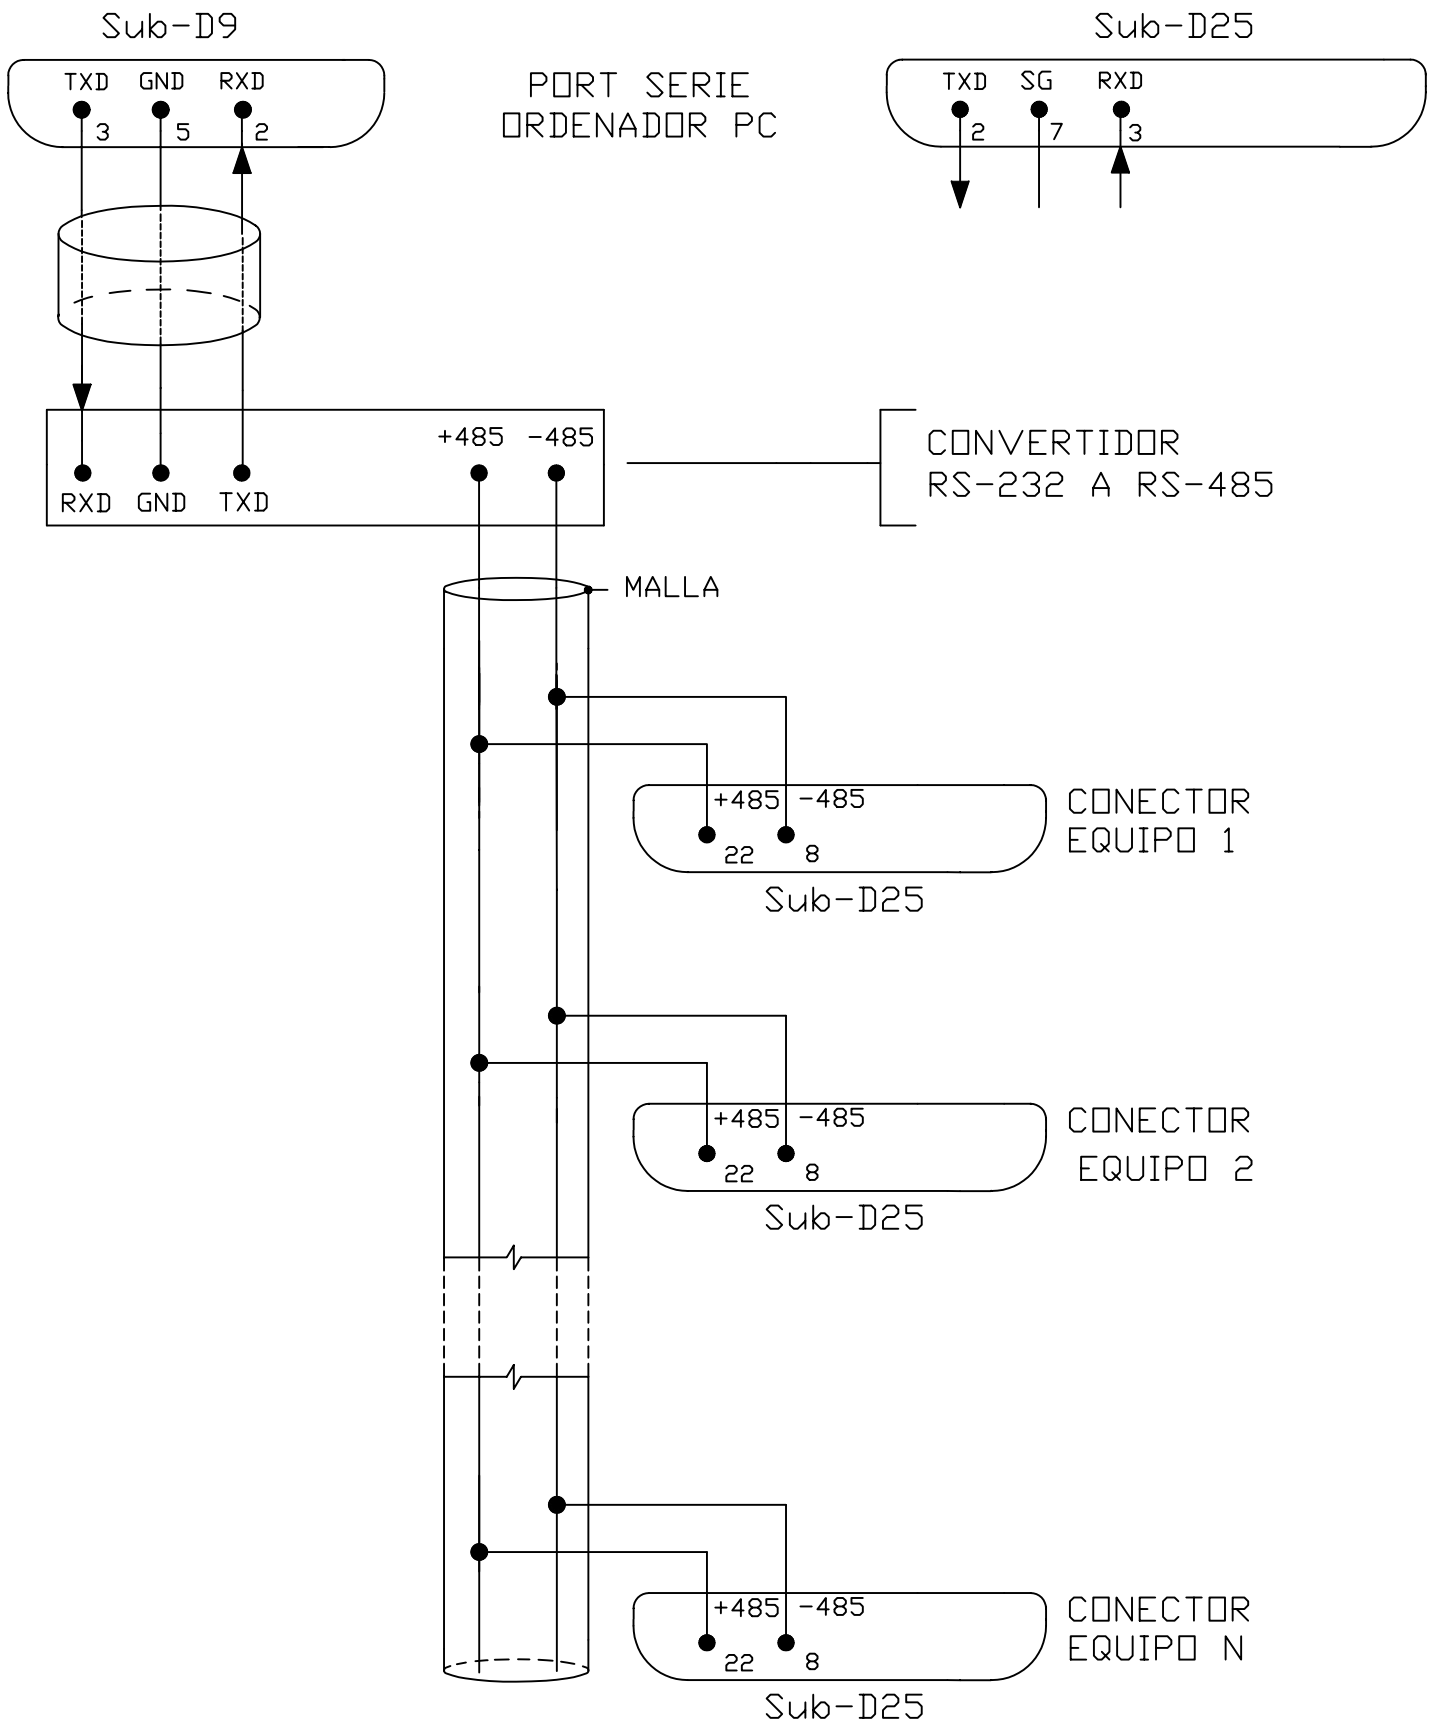 Sub-D9
TXD GND RXD
3 5 2
PORT SERIE
ORDENADOR PC
Sub-D25
TXD SG RXD
2 7 3
+485 -485
RXD GND TXD
CONVERTIDOR
RS-232 A RS-485
MALLA
+485 -485
22 8
Sub-D25
CONECTOR
EQUIPO 1
+485 -485
22 8
Sub-D25
CONECTOR
EQUIPO 2
+485 -485
22 8
Sub-D25
CONECTOR
EQUIPO N